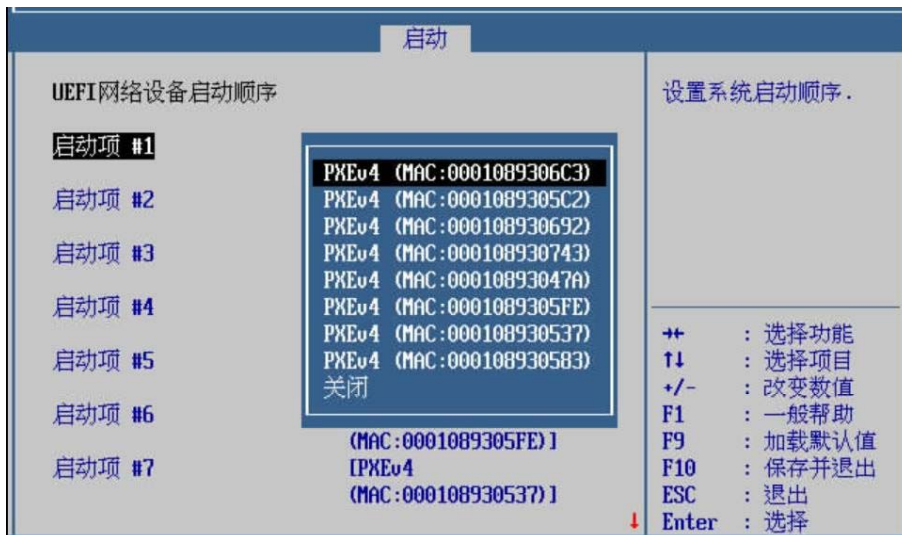 启动
UEFI网络设备启动顺序
启动项 #1
启动项 #2
启动项 #3
启动项 #4
启动项 #5
启动项 #6
启动项 #7
PXEv4 (MAC:0001089306C3)
PXEv4 (MAC:0001089305C2)
PXEv4 (MAC:000108930692)
PXEv4 (MAC:000108930743)
PXEv4 (MAC:00010893047A)
PXEv4 (MAC:0001089305FE)
PXEv4 (MAC:000108930537)
PXEv4 (MAC:000108930583)
关闭
(MAC:0001089305FE)]
[PXEv4
(MAC:000108930537)]
设置系统启动顺序.
→← : 选择功能
↑↓ : 选择项目
+/- : 改变数值
F1 : 一般帮助
F9 : 加载默认值
F10 : 保存并退出
ESC : 退出
Enter : 选择